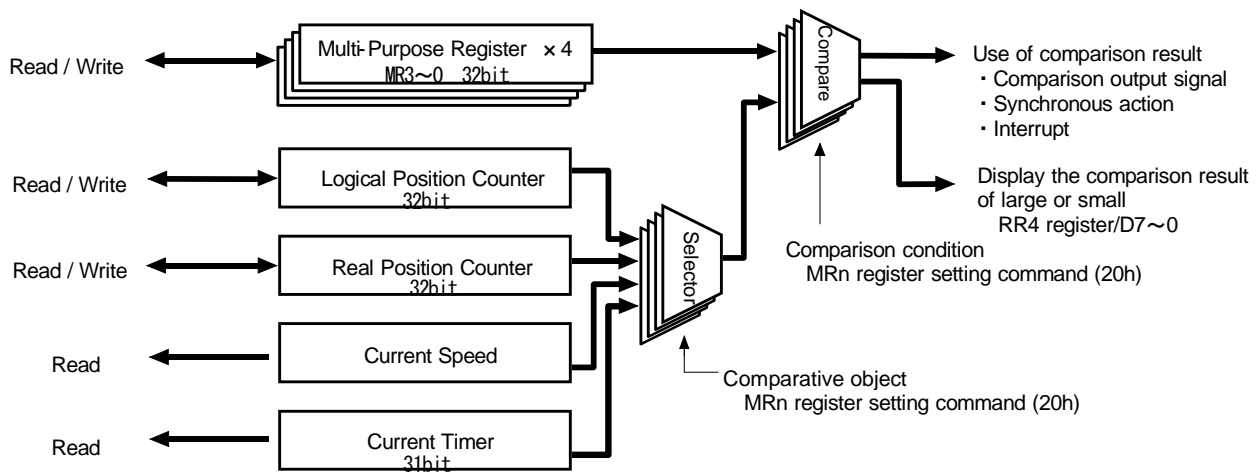 Read / Write
Multi-Purpose Register × 4
MR3～0 32bit
Compare
Use of comparison result
・Comparison output signal
・Synchronous action
・Interrupt
Read / Write
Logical Position Counter
32bit
Display the comparison result
of large or small
RR4 register/D7～0
Read / Write
Real Position Counter
32bit
Selector
Comparison condition
MRn register setting command (20h)
Read
Current Speed
Comparative object
MRn register setting command (20h)
Read
Current Timer
31bit